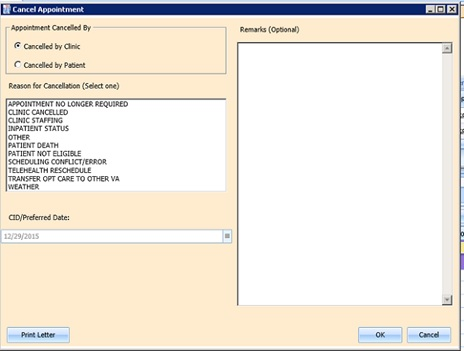 Cancel Appointment
Appointment Cancelled By
Cancelled by Clinic
Cancelled by Patient
Reason for Cancellation (Select one)
APPOINTMENT NO LONGER REQUIRED
CLINIC CANCELLED
CLINIC STAFFING
INPATIENT STATUS
OTHER
PATIENT DEATH
PATIENT NOT ELIGIBLE
SCHEDULING CONFLICT/ERROR
TELEHEALTH RESCHEDULE
TRANSFER OPT CARE TO OTHER VA
WEATHER
CID/Preferred Date:
12/29/2015
Remarks (Optional)
Print Letter
OK
Cancel